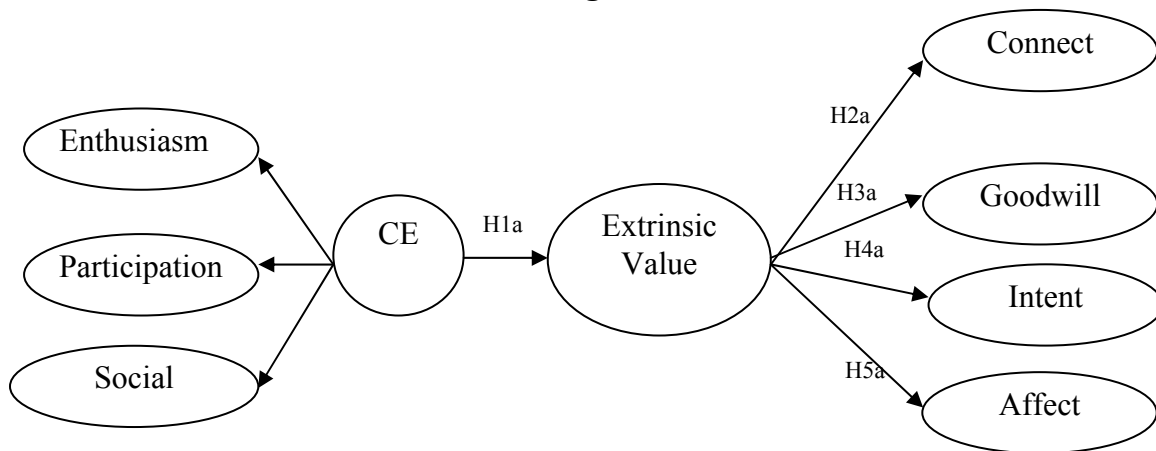 Connect
H2a
Enthusiasm
Goodwill
H3a
CE
H1a
Extrinsic
Value
H4a
Participation
Intent
Social
H5a
Affect